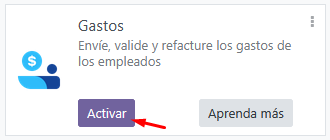 Gastos
Envíe, valide y refacture los gastos de
los empleados
$
Activar
Aprenda más